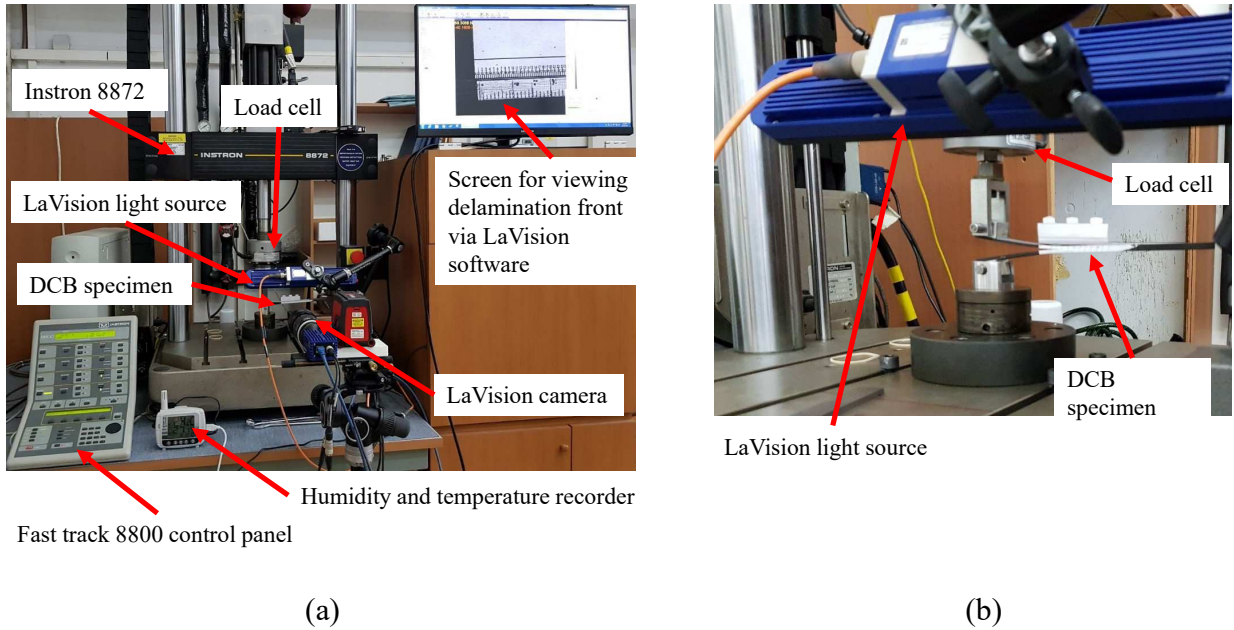 Instron 8872
Load cell
INSTRON 8872
LaVision light source
DCB specimen
Screen for viewing
delamination front
via LaVision
software
LaVision camera
Humidity and temperature recorder
Fast track 8800 control panel
(a)
Load cell
DCB
specimen
LaVision light source
(b)